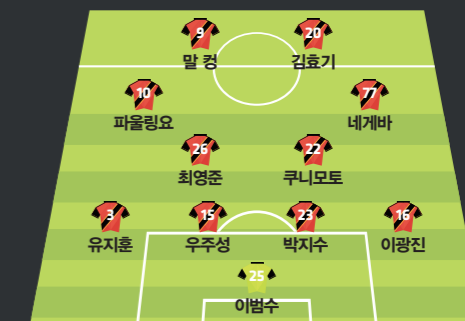 9 20
말 컹 김효기
10 77
파울링요 네게바
26 22
최영준 쿠니모토
3 15 23 16
유지훈 우주성 박지수 이광진
25
이범수